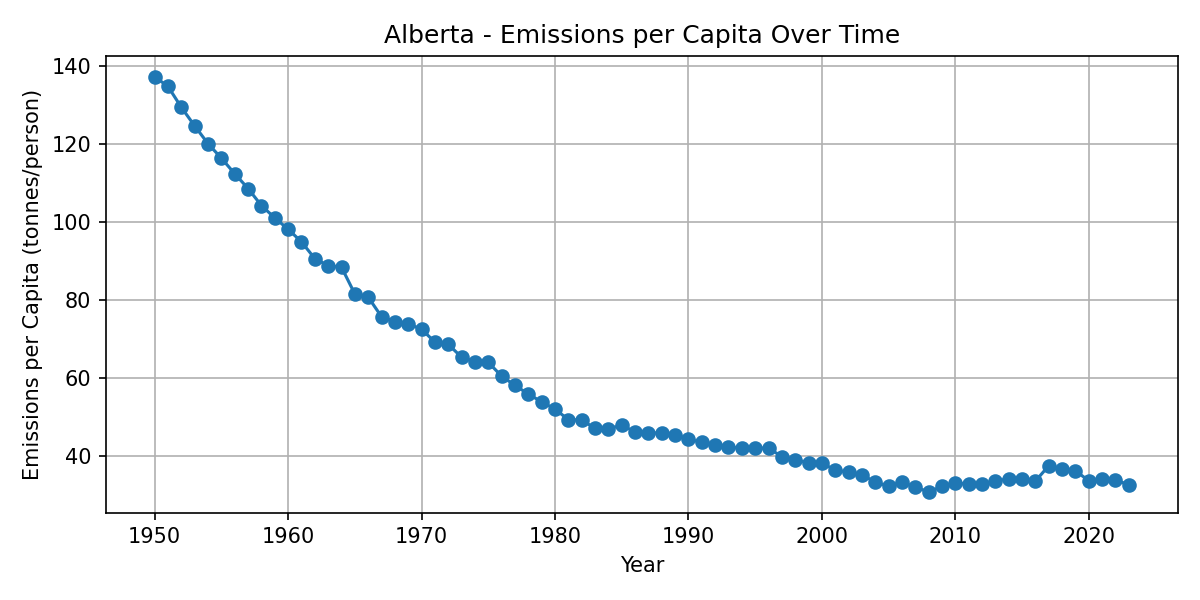 Alberta - Emissions per Capita Over Time
Emissions per Capita (tonnes/person)
140
120
100
80
60
40
1950 1960 1970 1980 1990 2000 2010 2020
Year